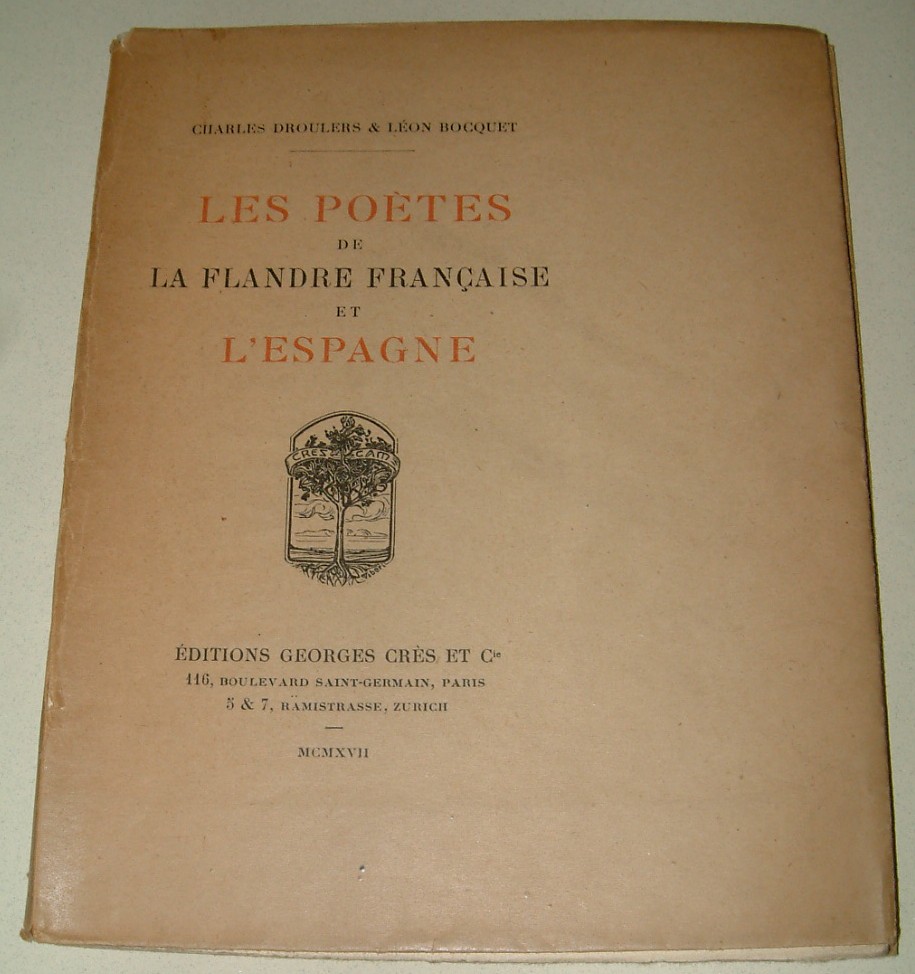 CHARLES DROULERS & LÉON BOCQUET
LES POÈTES
DE
LA FLANDRE FRANÇAISE
ET
L'ESPAGNE
CRES CAM
ÉDITIONS GEORGES CRÈS ET Cie
116, BOULEVARD SAINT-GERMAIN, PARIS
5 & 7, RÄMISTRASSE, ZURICH
MCMXVII